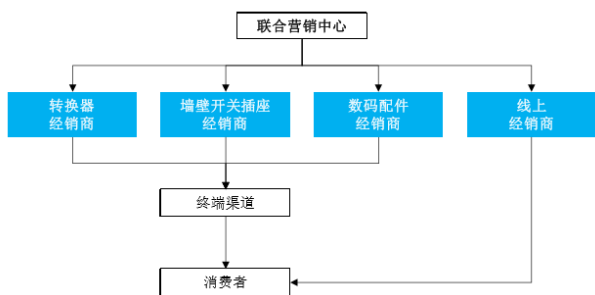 联合营销中心
转换器
经销商
墙壁开关插座
经销商
数码配件
经销商
线上
经销商
终端渠道
消费者